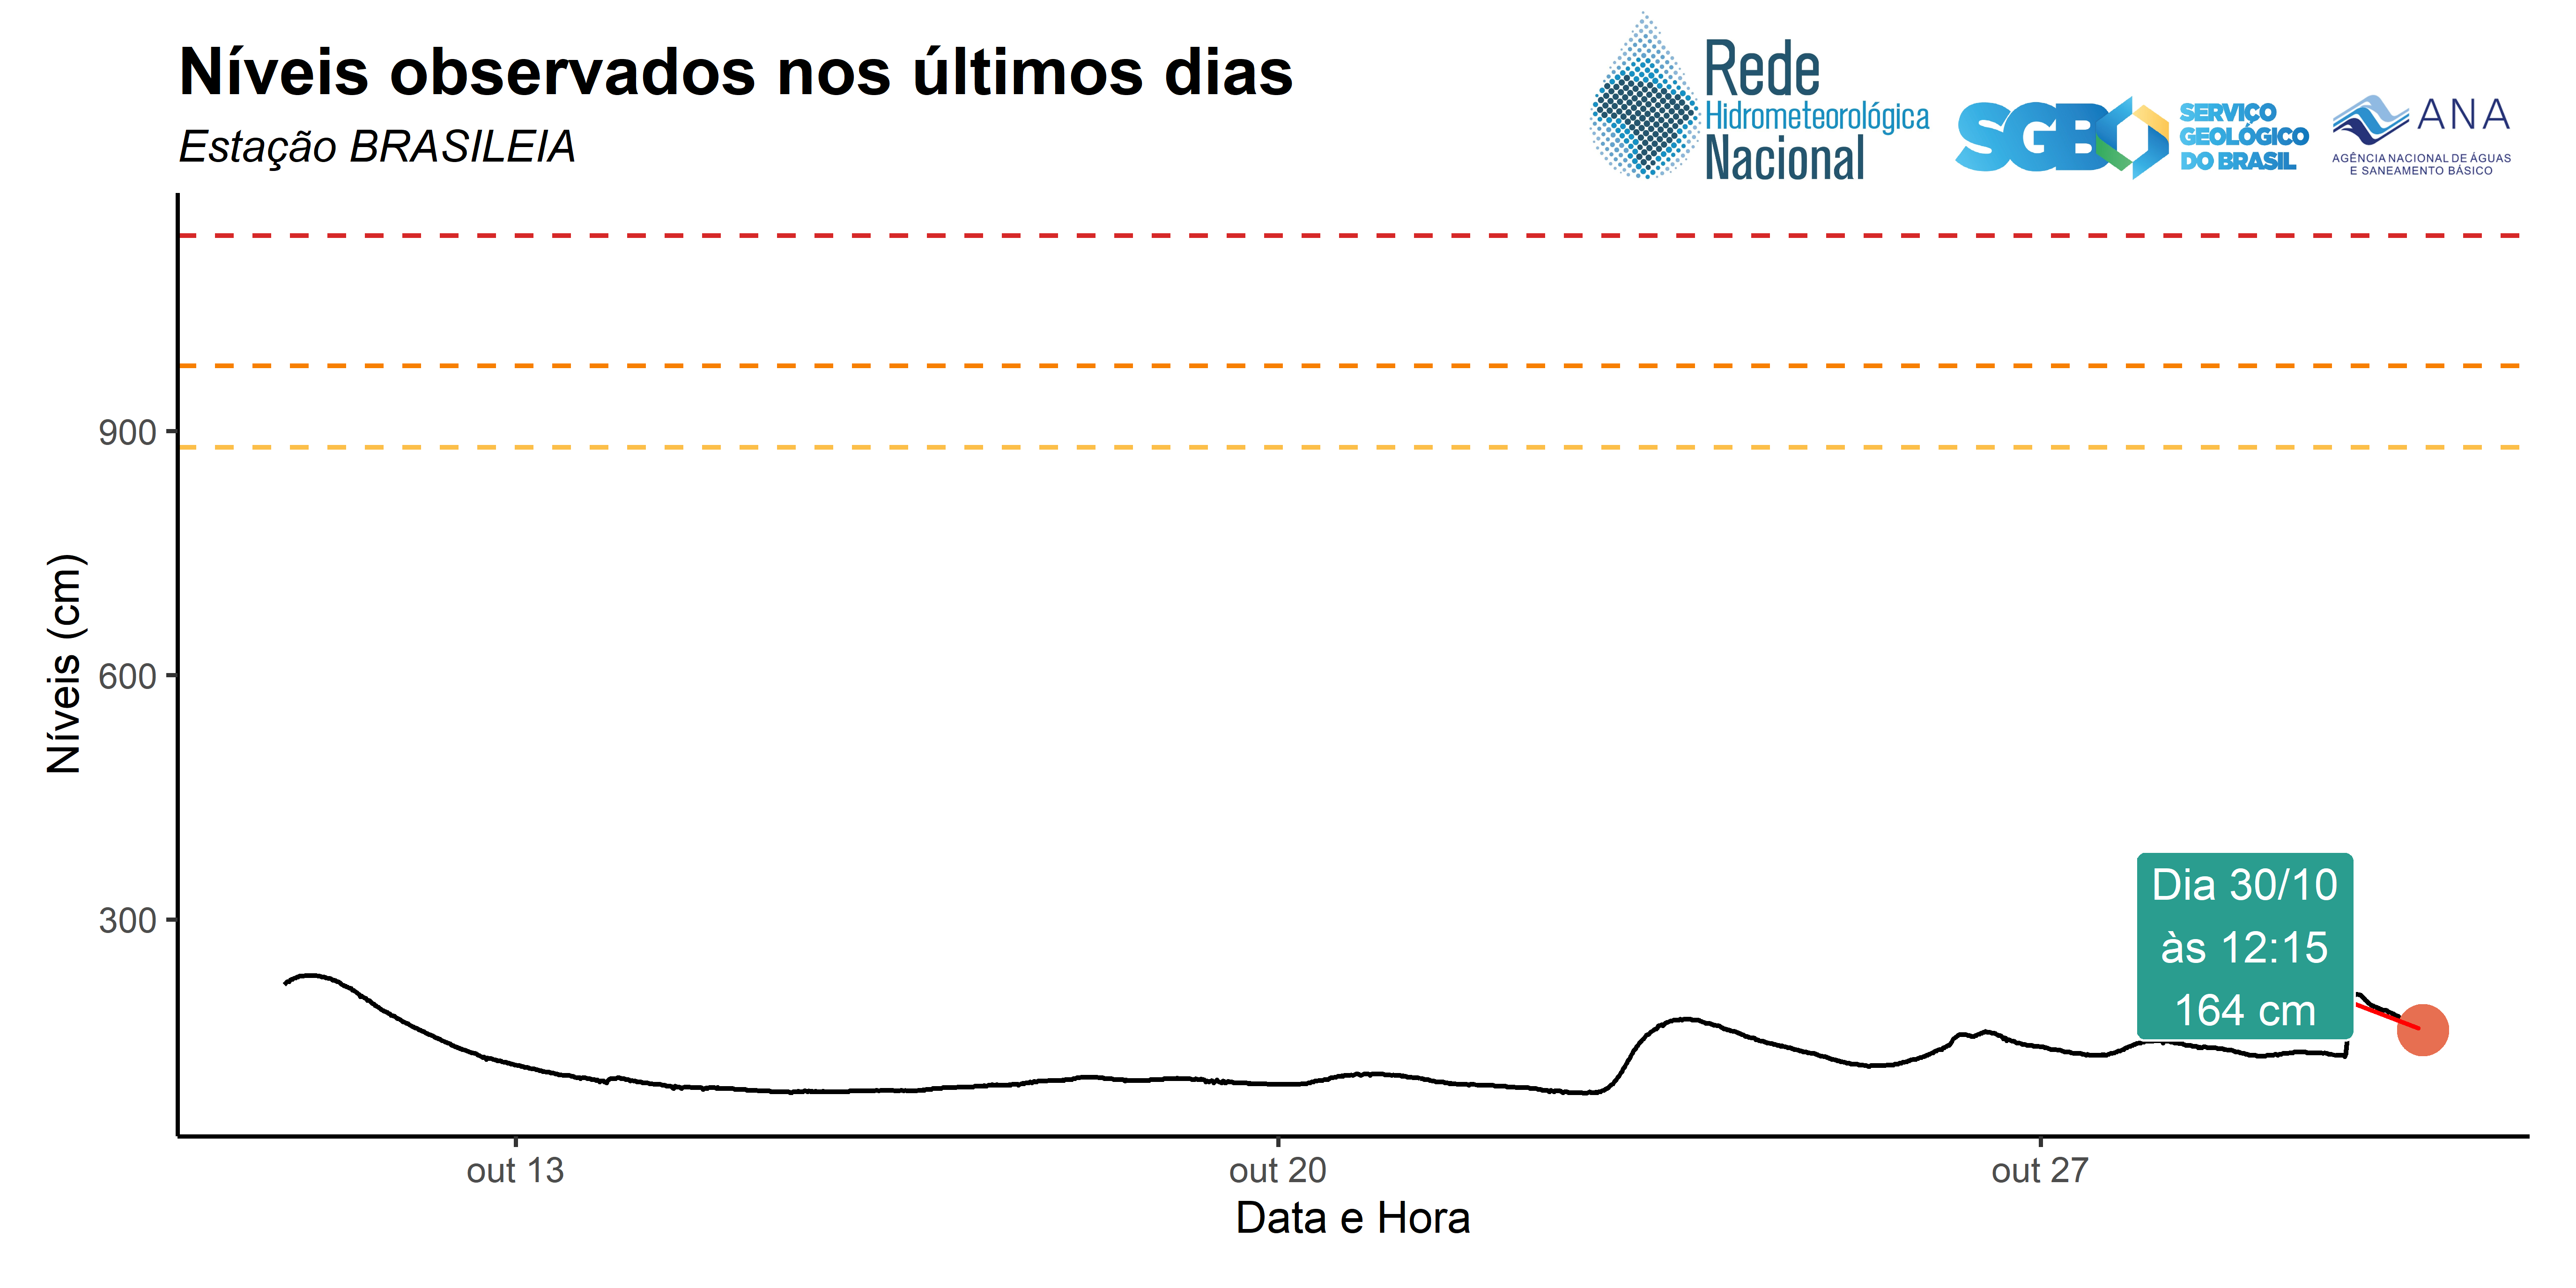 Níveis observados nos últimos dias
Estação BRASILEIA
Rede
Hidrometeorológica
Nacional
SGB
SERVIÇO
GEOLÓGICO
DO BRASIL
ANA
AGÊNCIA NACIONAL DE ÁGUAS
E SANEAMENTO BÁSICO
Níveis (cm)
900
600
300
Dia 30/10
às 12:15
164 cm
out 13
out 20
out 27
Data e Hora